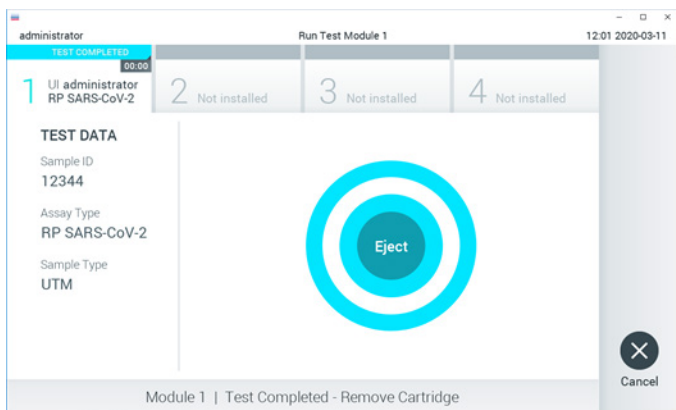 administrator Run Test Module 1 12:01 2020-03-11
TEST COMPLETED
00:00
1 UI administrator
RP SARS-CoV-2
2 Not installed
3 Not installed
4 Not installed
TEST DATA
Sample ID
12344
Assay Type
RP SARS-CoV-2
Sample Type
UTM
Eject
Cancel
Module 1 | Test Completed - Remove Cartridge